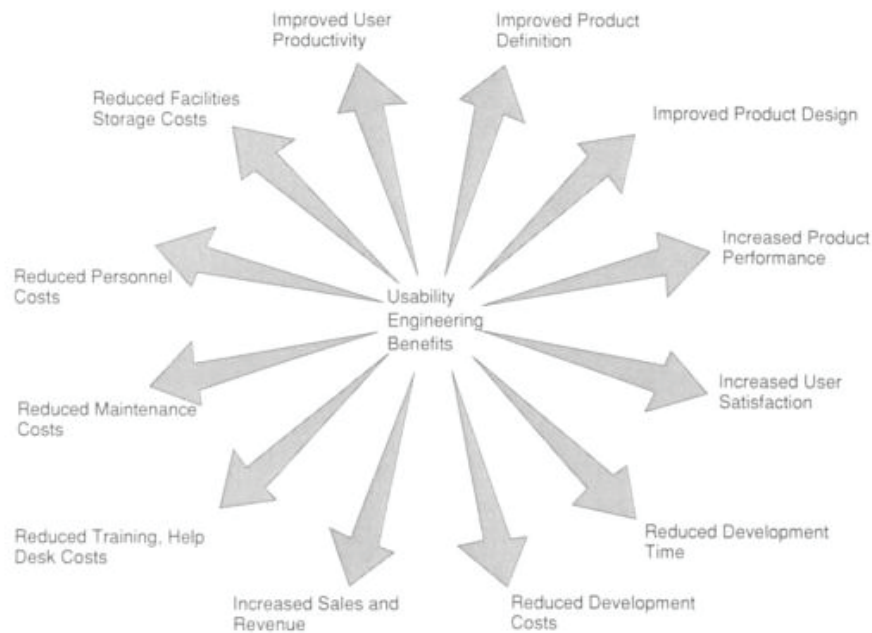 Improved User
Productivity
Improved Product
Definition
Reduced Facilities
Storage Costs
Improved Product Design
Increased Product
Performance
Reduced Personnel
Costs
Usability
Engineering
Benefits
Increased User
Satisfaction
Reduced Maintenance
Costs
Reduced Training, Help
Desk Costs
Reduced Development
Time
Increased Sales and
Revenue
Reduced Development
Costs